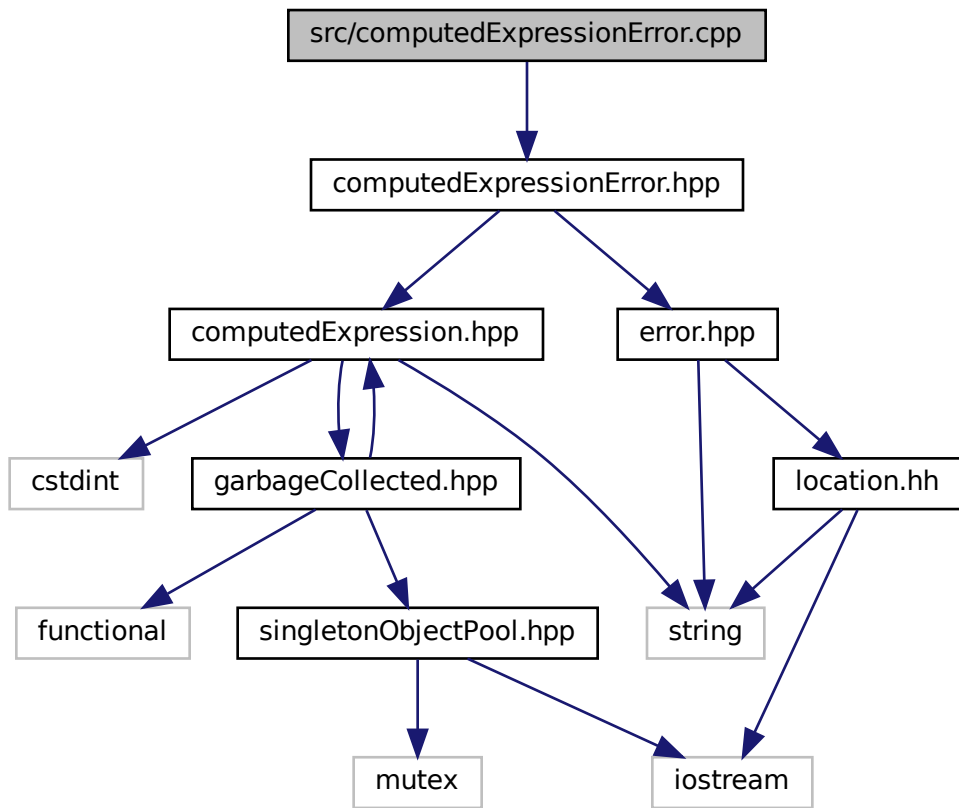 src/computedExpressionError.cpp
computedExpressionError.hpp
computedExpression.hpp
error.hpp
cstdint
garbageCollected.hpp
location.hh
functional
singletonObjectPool.hpp
string
mutex
iostream